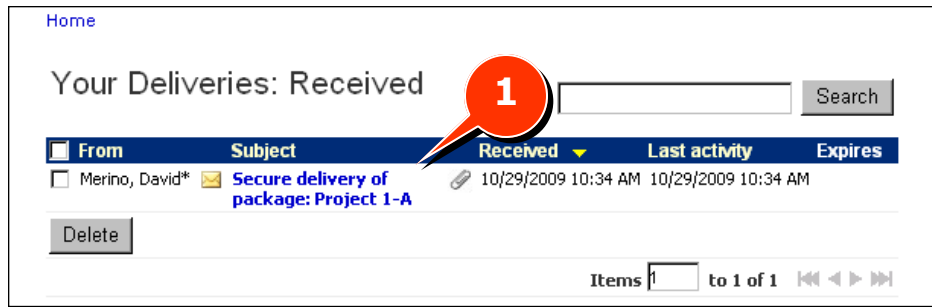 Home
Your Deliveries: Received
1
Search
From Subject Received Last activity Expires
Merino, David* Secure delivery of package: Project 1-A 10/29/2009 10:34 AM 10/29/2009 10:34 AM
Delete
Items 1 to 1 of 1